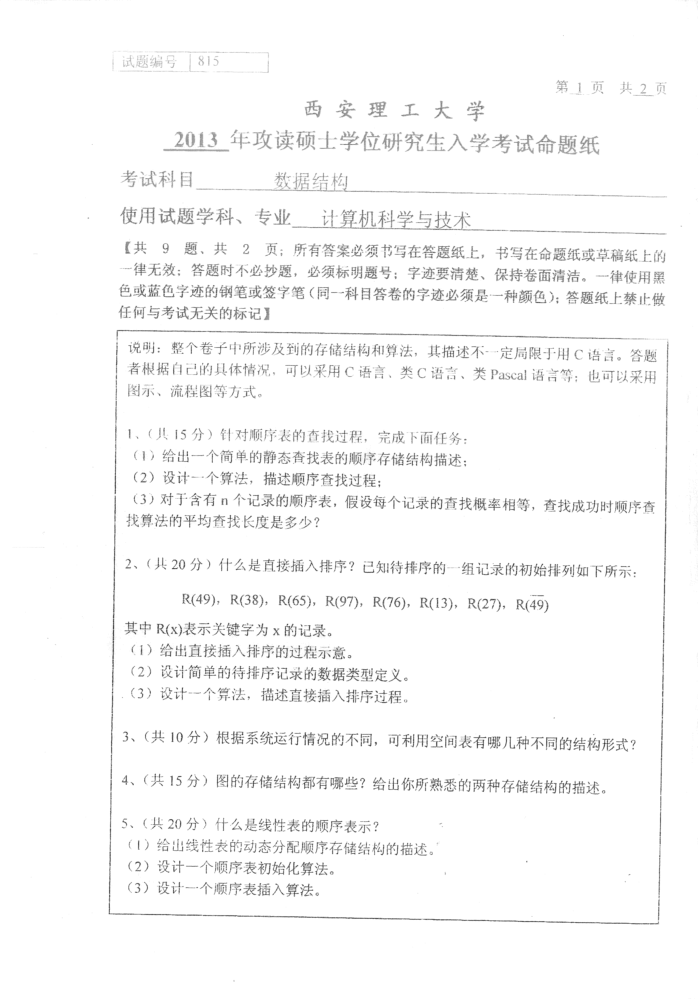 试题编号 815
第 1 页 共 2 页
西安理工大学
2013 年攻读硕士学位研究生入学考试命题纸
考试科目 数据结构
使用试题学科、专业 计算机科学与技术
【共 9 题、共 2 页；所有答案必须书写在答题纸上，书写在命题纸或草稿纸上的
一律无效；答题时不必抄题，必须标明题号；字迹要清楚、保持卷面清洁。一律使用黑
色或蓝色字迹的钢笔或签字笔（同一科目答卷的字迹必须是一种颜色）；答题纸上禁止做
任何与考试无关的标记】
说明：整个卷子中所涉及到的存储结构和算法，其描述不一定局限于用 C 语言。答题
者根据自己的具体情况，可以采用 C 语言、类 C 语言、类 Pascal 语言等；也可以采用
图示、流程图等方式。
1、（共 15 分）针对顺序表的查找过程，完成下面任务：
（1）给出一个简单的静态查找表的顺序存储结构描述；
（2）设计一个算法，描述顺序查找过程；
（3）对于含有 n 个记录的顺序表，假设每个记录的查找概率相等，查找成功时顺序查
找算法的平均查找长度是多少？
2、（共 20 分）什么是直接插入排序？已知待排序的一组记录的初始排列如下所示：
R(49)，R(38)，R(65)，R(97)，R(76)，R(13)，R(27)，R(4̅9̅)
其中 R(x)表示关键字为 x 的记录。
（1）给出直接插入排序的过程示意。
（2）设计简单的待排序记录的数据类型定义。
（3）设计一个算法，描述直接插入排序过程。
3、（共 10 分）根据系统运行情况的不同，可利用空间表有哪几种不同的结构形式？
4、（共 15 分）图的存储结构都有哪些？给出你所熟悉的两种存储结构的描述。
5、（共 20 分）什么是线性表的顺序表示？
（1）给出线性表的动态分配顺序存储结构的描述。
（2）设计一个顺序表初始化算法。
（3）设计一个顺序表插入算法。